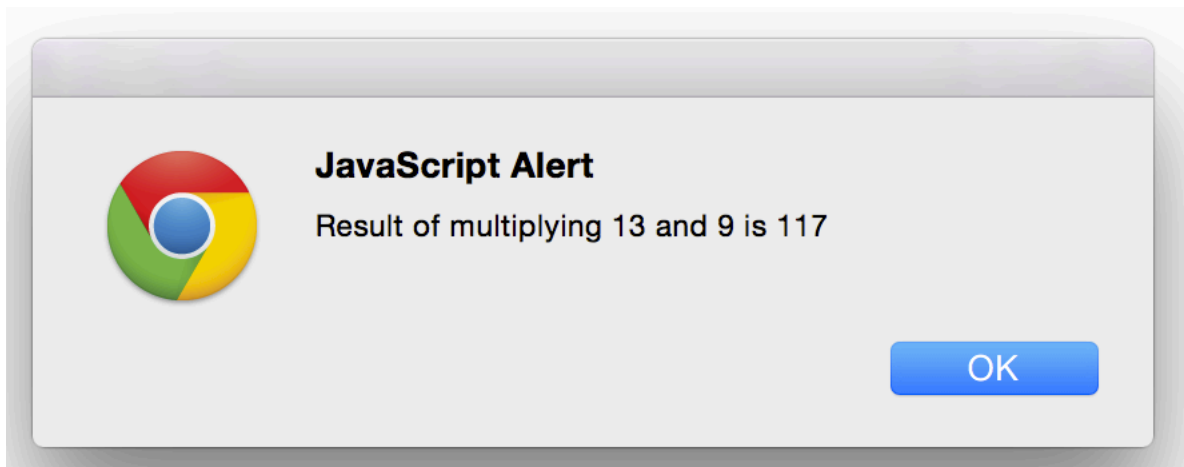 JavaScript Alert
Result of multiplying 13 and 9 is 117
OK